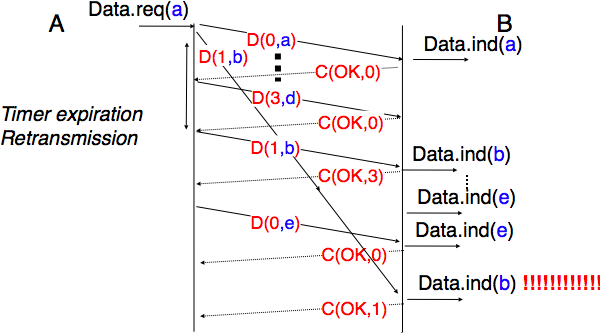 A
Data.req(a)
B
D(0,a)
Data.ind(a)
D(1,b)
C(OK,0)
D(3,d)
Timer expiration
Retransmission
C(OK,0)
D(1,b)
Data.ind(b)
C(OK,3)
Data.ind(e)
D(0,e)
Data.ind(e)
C(OK,0)
Data.ind(b) !!!!!!!!!!!!
C(OK,1)